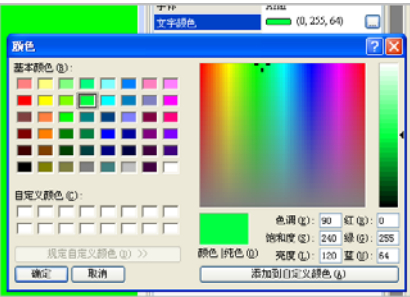 字体 Arial
文字颜色 (0, 255, 64)
颜色
基本颜色(B):
自定义颜色(C):
规定自定义颜色(D) >>
确定 取消
颜色|纯色(O)
色调(E): 90 红(R): 0
饱和度(S): 240 绿(G): 255
亮度(L): 120 蓝(U): 64
添加到自定义颜色(A)